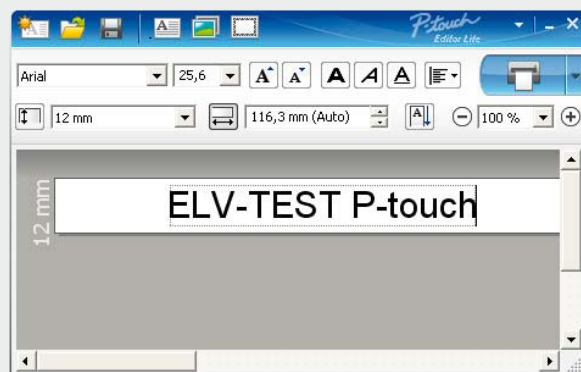 P-touch
Editor Lite
Arial
25,6
A A A A A
12 mm
116,3 mm (Auto)
A
100 %
12 mm
ELV-TEST P-touch